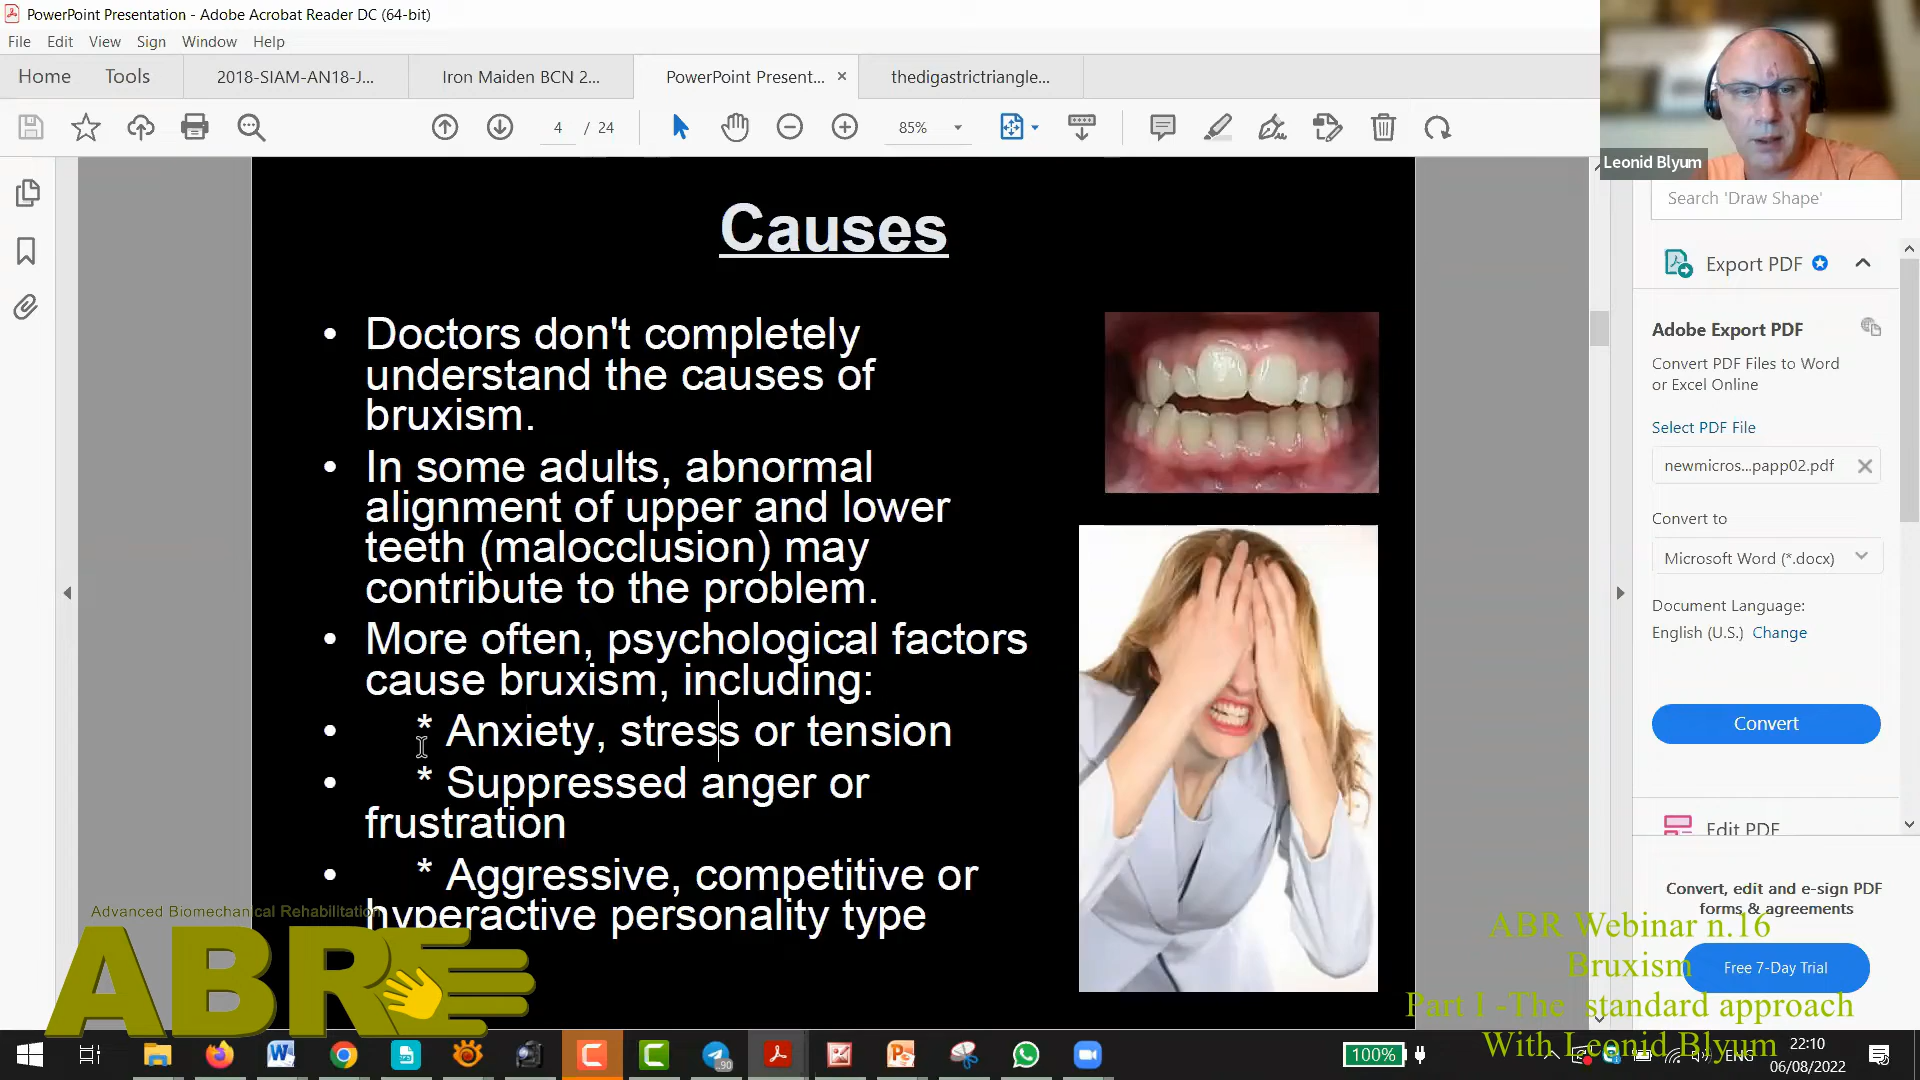 PowerPoint Presentation - Adobe Acrobat Reader DC (64-bit)
File Edit View Sign Window Help
Home Tools 2018-SIAM-AN18-J... Iron Maiden BCN 2... PowerPoint Present... × thedigastrictriangle...
4 / 24 85%
Leonid Blyum
Search 'Draw Shape'
Causes
• Doctors don't completely
understand the causes of
bruxism.
• In some adults, abnormal
alignment of upper and lower
teeth (malocclusion) may
contribute to the problem.
• More often, psychological factors
cause bruxism, including:
• * Anxiety, stress or tension
• * Suppressed anger or
frustration
• * Aggressive, competitive or
hyperactive personality type
Export PDF
Adobe Export PDF
Convert PDF Files to Word
or Excel Online
Select PDF File
newmicros...papp02.pdf
Convert to
Microsoft Word (*.docx)
Document Language:
English (U.S.) Change
Convert
Edit PDF
Convert, edit and e-sign PDF
forms & agreements
Free 7-Day Trial
Advanced Biomechanical Rehabilitation
ABR
ABR Webinar n.16
Bruxism
Part I -The standard approach
With Leonid Blyum
100%
ENG
22:10
06/08/2022